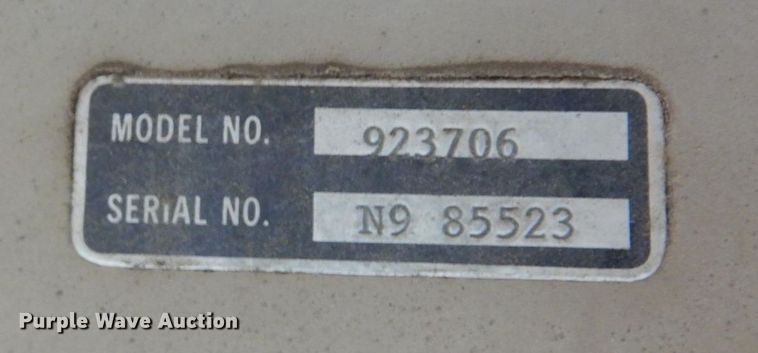 MODEL NO. 923706
SERiAL NO. N9 85523
Purple Wave Auction